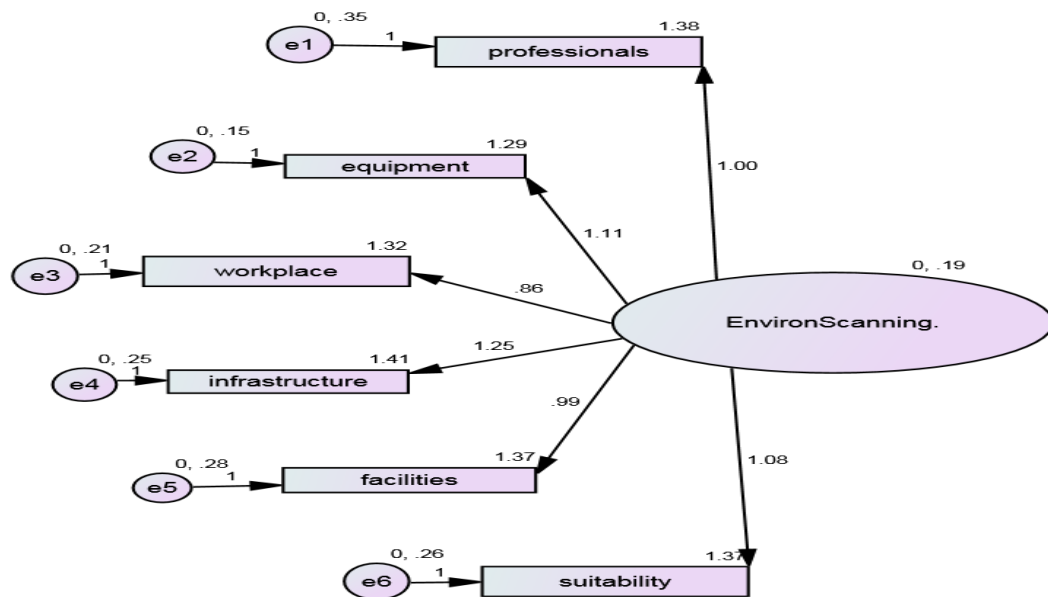 0, .35
1.38
e1
1
professionals
0, .15
1.29
e2
1
equipment
1.00
1.11
0, .21
1.32
e3
1
workplace
.86
0, .19
EnvironScanning.
0, .25
1.25
1.41
e4
1
infrastructure
.99
0, .28
1.37
e5
1
facilities
1.08
0, .26
1.37
e6
1
suitability